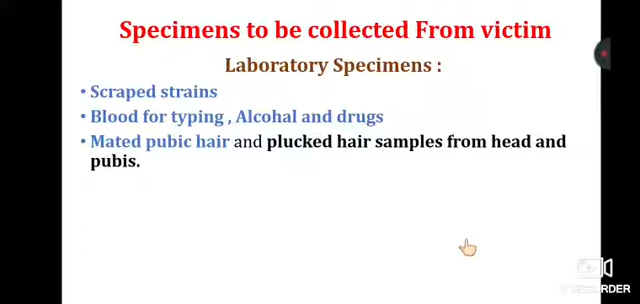 Specimens to be collected From victim
Laboratory Specimens :
• Scraped strains
• Blood for typing , Alcohal and drugs
• Mated pubic hair and plucked hair samples from head and
pubis.